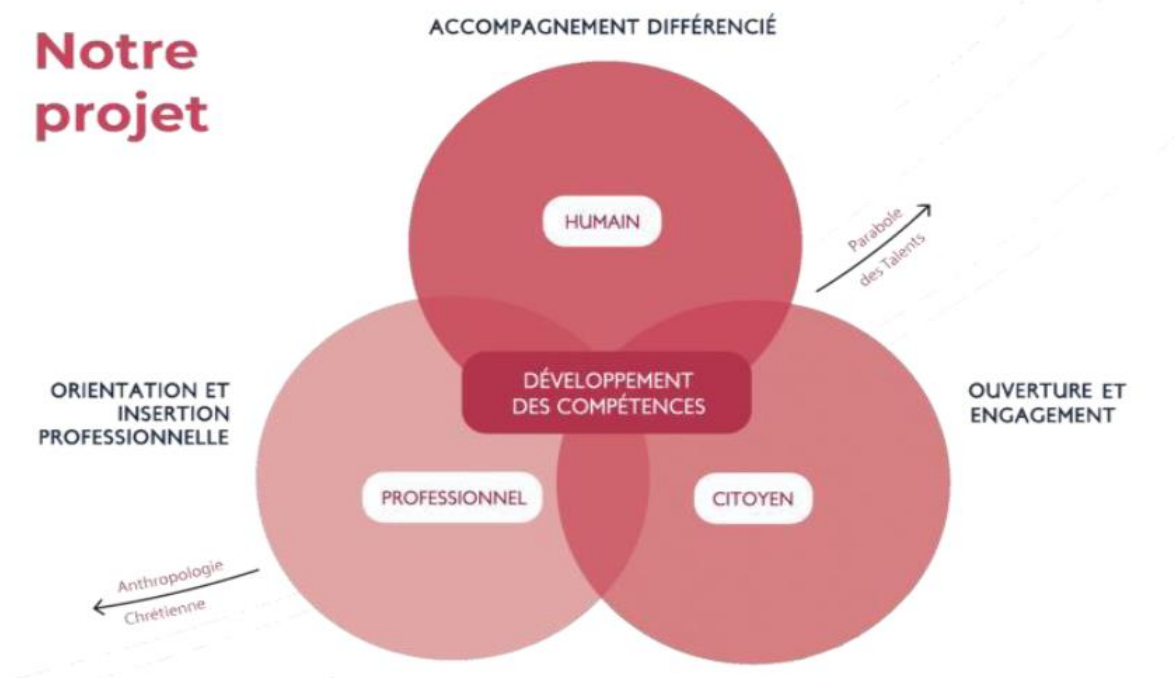 Notre
projet
ACCOMPAGNEMENT DIFFÉRENCIÉ
HUMAIN
Parabole
des Talents
DÉVELOPPEMENT
DES COMPÉTENCES
ORIENTATION ET
INSERTION
PROFESSIONNELLE
OUVERTURE ET
ENGAGEMENT
PROFESSIONNEL
CITOYEN
Anthropologie
Chrétienne